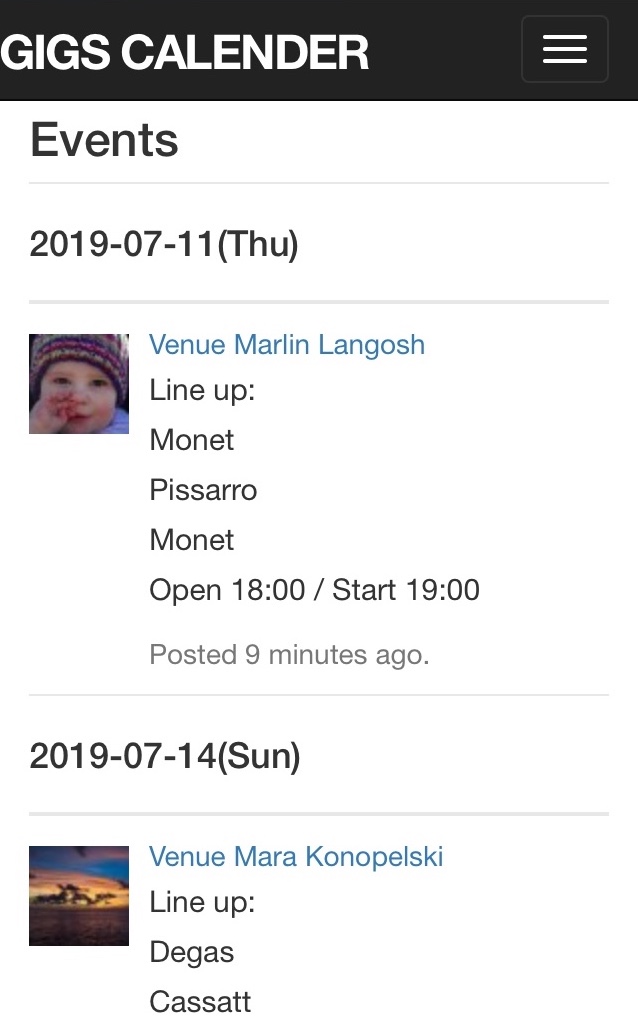 GIGS CALENDER
Events
2019-07-11(Thu)
Venue Marlin Langosh
Line up:
Monet
Pissarro
Monet
Open 18:00 / Start 19:00
Posted 9 minutes ago.
2019-07-14(Sun)
Venue Mara Konopelski
Line up:
Degas
Cassatt